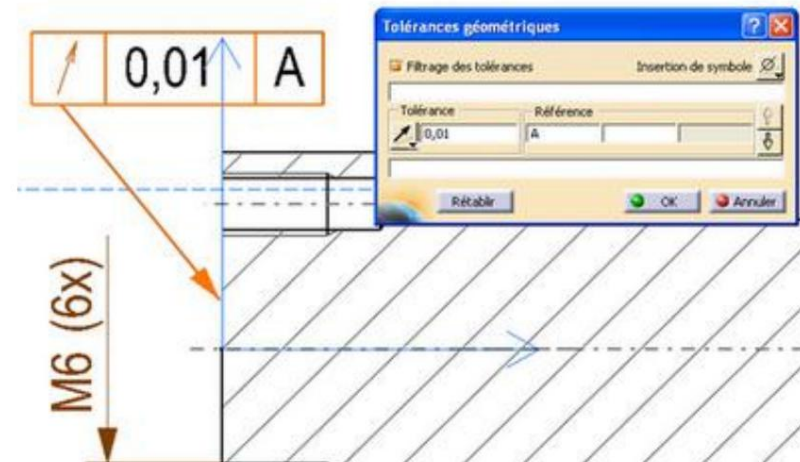 0,01 A
Tolérances géométriques
Filtrage des tolérances Insertion de symbole
Tolérance Référence
0,01 A
Rétablir OK Annuler
M6 (6x)